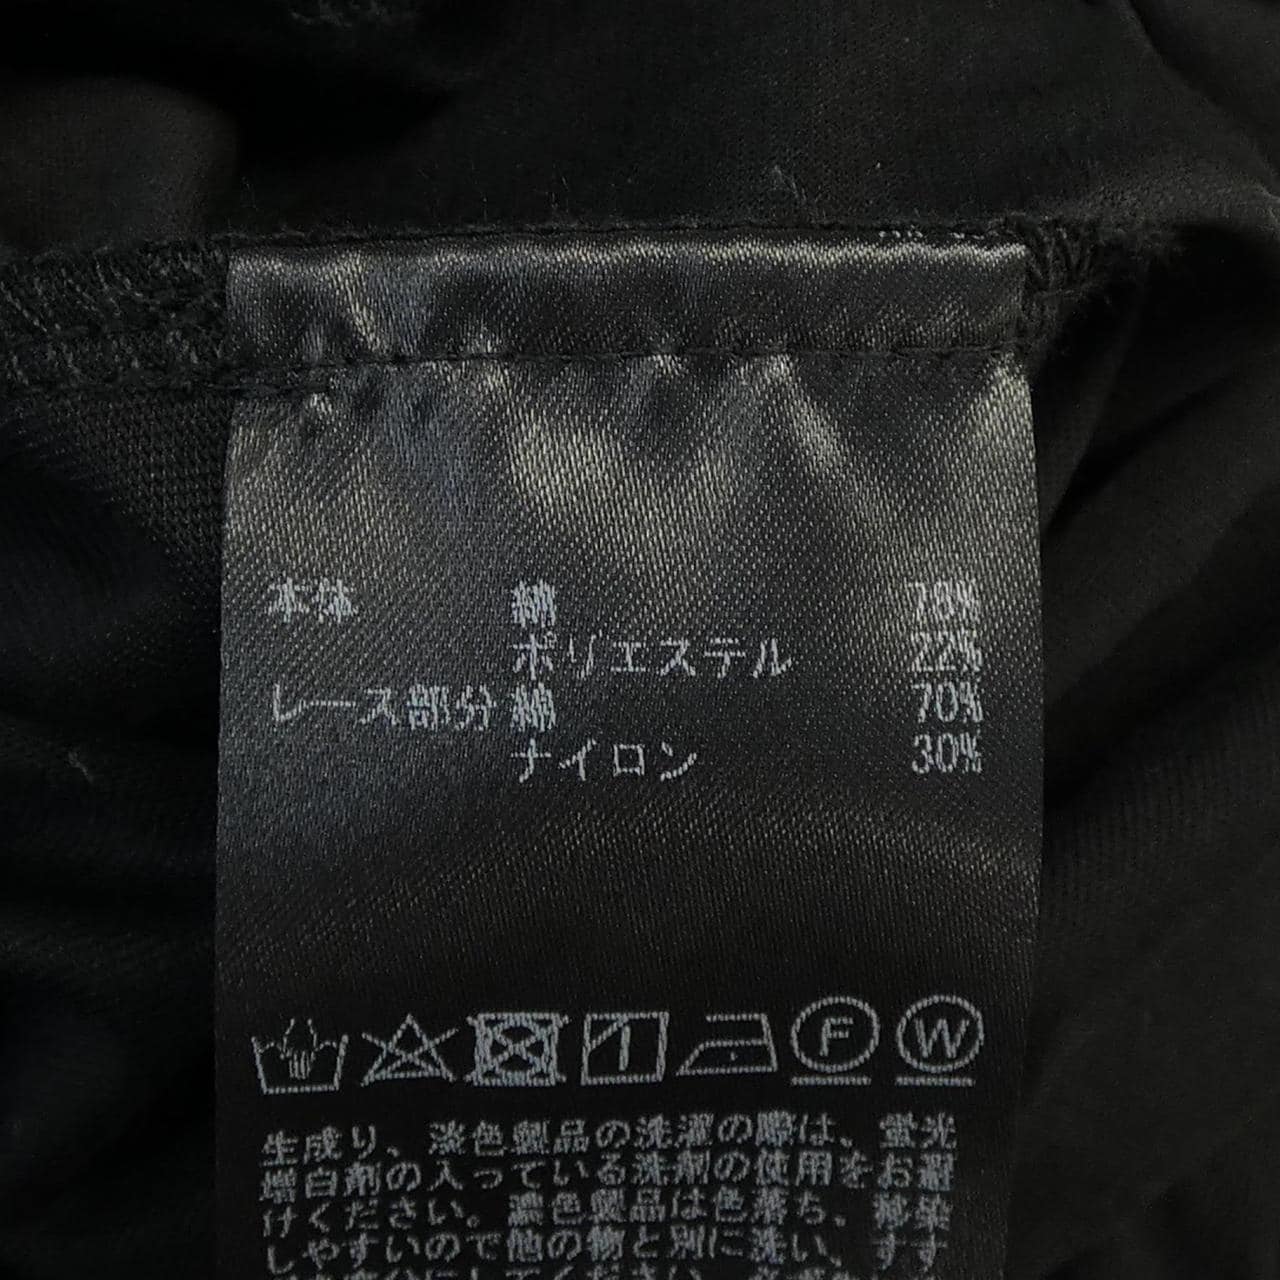 本体 綿 78%
ポリエステル 22%
レース部分 綿 70%
ナイロン 30%
F W
生成り、淡色製品の洗濯の際は、蛍光
増白剤の入っている洗剤の使用をお避
けください。濃色製品は色落ち、移染
しやすいので他の物と別に洗い、すす